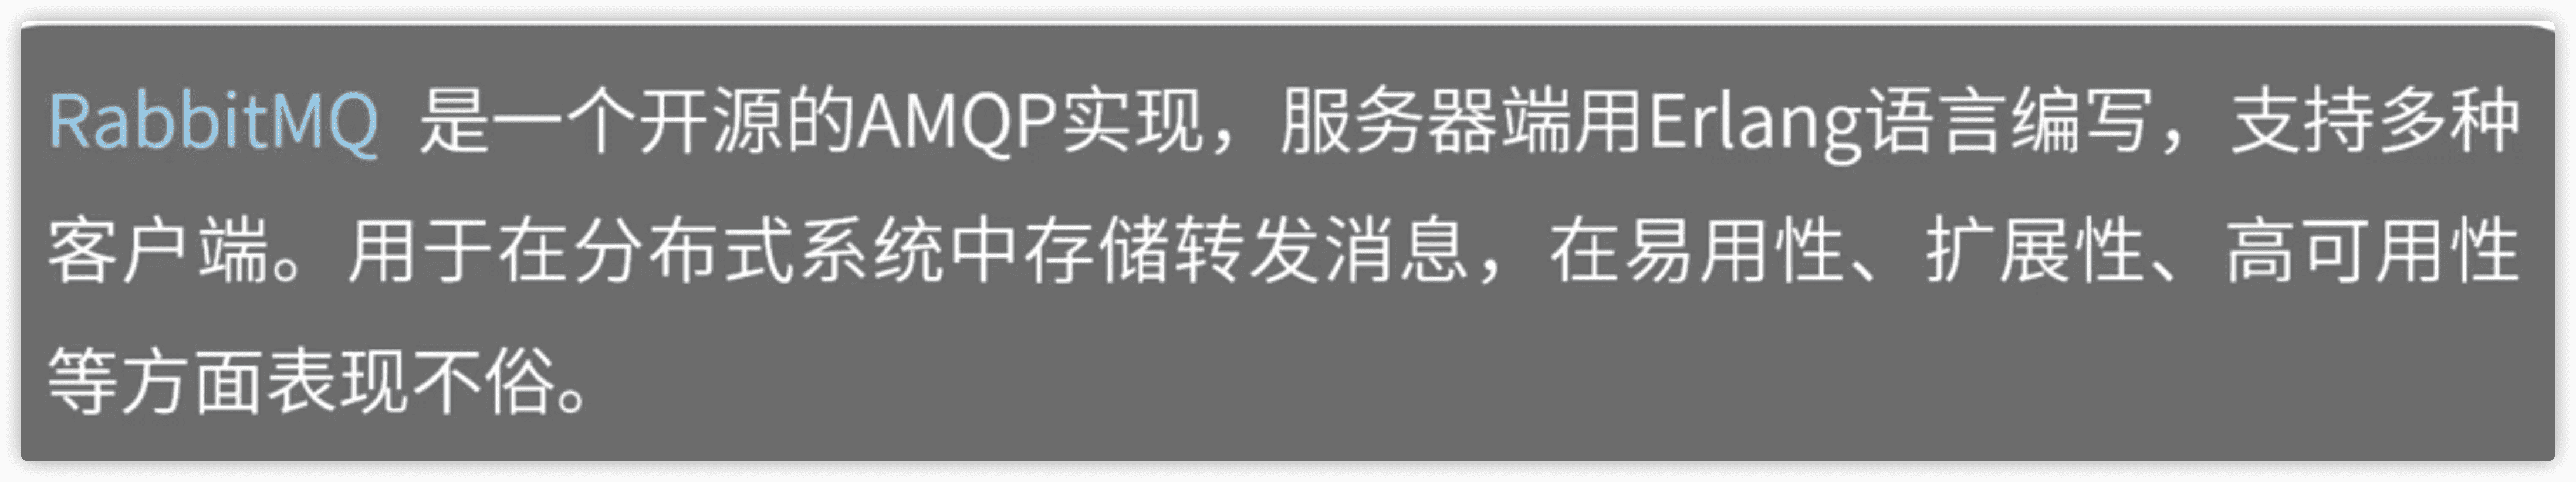 RabbitMQ 是一个开源的AMQP实现，服务器端用Erlang语言编写，支持多种
客户端。用于在分布式系统中存储转发消息，在易用性、扩展性、高可用性
等方面表现不俗。